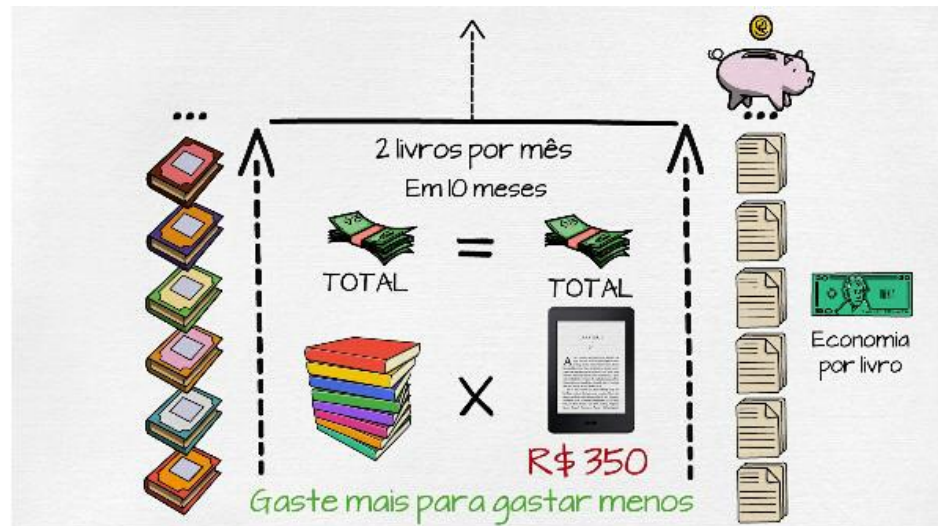 2 livros por mês
Em 10 meses
=
TOTAL
TOTAL
X
R$ 350
Economia
por livro
Gaste mais para gastar menos